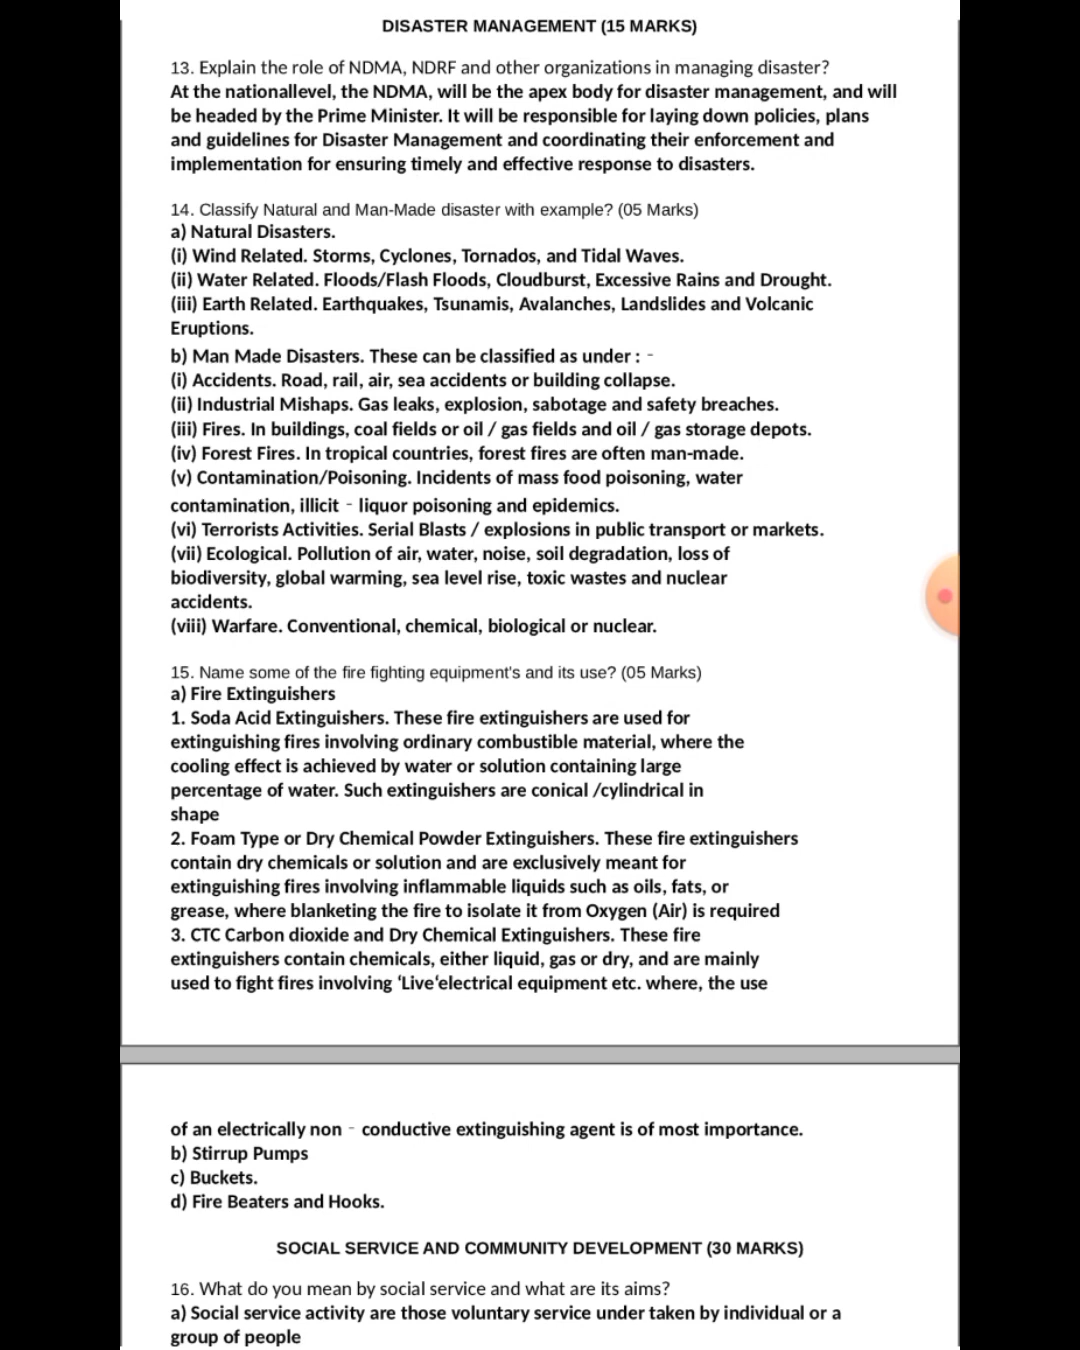 DISASTER MANAGEMENT (15 MARKS)
13. Explain the role of NDMA, NDRF and other organizations in managing disaster?
At the nationallevel, the NDMA, will be the apex body for disaster management, and will
be headed by the Prime Minister. It will be responsible for laying down policies, plans
and guidelines for Disaster Management and coordinating their enforcement and
implementation for ensuring timely and effective response to disasters.
14. Classify Natural and Man-Made disaster with example? (05 Marks)
a) Natural Disasters.
(i) Wind Related. Storms, Cyclones, Tornados, and Tidal Waves.
(ii) Water Related. Floods/Flash Floods, Cloudburst, Excessive Rains and Drought.
(iii) Earth Related. Earthquakes, Tsunamis, Avalanches, Landslides and Volcanic
Eruptions.
b) Man Made Disasters. These can be classified as under : -
(i) Accidents. Road, rail, air, sea accidents or building collapse.
(ii) Industrial Mishaps. Gas leaks, explosion, sabotage and safety breaches.
(iii) Fires. In buildings, coal fields or oil / gas fields and oil / gas storage depots.
(iv) Forest Fires. In tropical countries, forest fires are often man-made.
(v) Contamination/Poisoning. Incidents of mass food poisoning, water
contamination, illicit - liquor poisoning and epidemics.
(vi) Terrorists Activities. Serial Blasts / explosions in public transport or markets.
(vii) Ecological. Pollution of air, water, noise, soil degradation, loss of
biodiversity, global warming, sea level rise, toxic wastes and nuclear
accidents.
(viii) Warfare. Conventional, chemical, biological or nuclear.
15. Name some of the fire fighting equipment's and its use? (05 Marks)
a) Fire Extinguishers
1. Soda Acid Extinguishers. These fire extinguishers are used for
extinguishing fires involving ordinary combustible material, where the
cooling effect is achieved by water or solution containing large
percentage of water. Such extinguishers are conical /cylindrical in
shape
2. Foam Type or Dry Chemical Powder Extinguishers. These fire extinguishers
contain dry chemicals or solution and are exclusively meant for
extinguishing fires involving inflammable liquids such as oils, fats, or
grease, where blanketing the fire to isolate it from Oxygen (Air) is required
3. CTC Carbon dioxide and Dry Chemical Extinguishers. These fire
extinguishers contain chemicals, either liquid, gas or dry, and are mainly
used to fight fires involving ‘Live‘electrical equipment etc. where, the use
of an electrically non - conductive extinguishing agent is of most importance.
b) Stirrup Pumps
c) Buckets.
d) Fire Beaters and Hooks.
SOCIAL SERVICE AND COMMUNITY DEVELOPMENT (30 MARKS)
16. What do you mean by social service and what are its aims?
a) Social service activity are those voluntary service under taken by individual or a
group of people